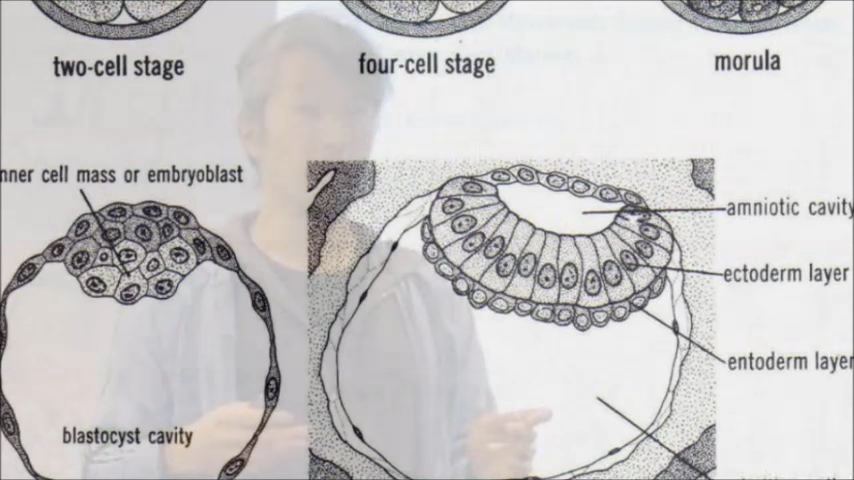 two-cell stage
four-cell stage
morula
nner cell mass or embryoblast
amniotic cavity
ectoderm layer
entoderm layer
blastocyst cavity